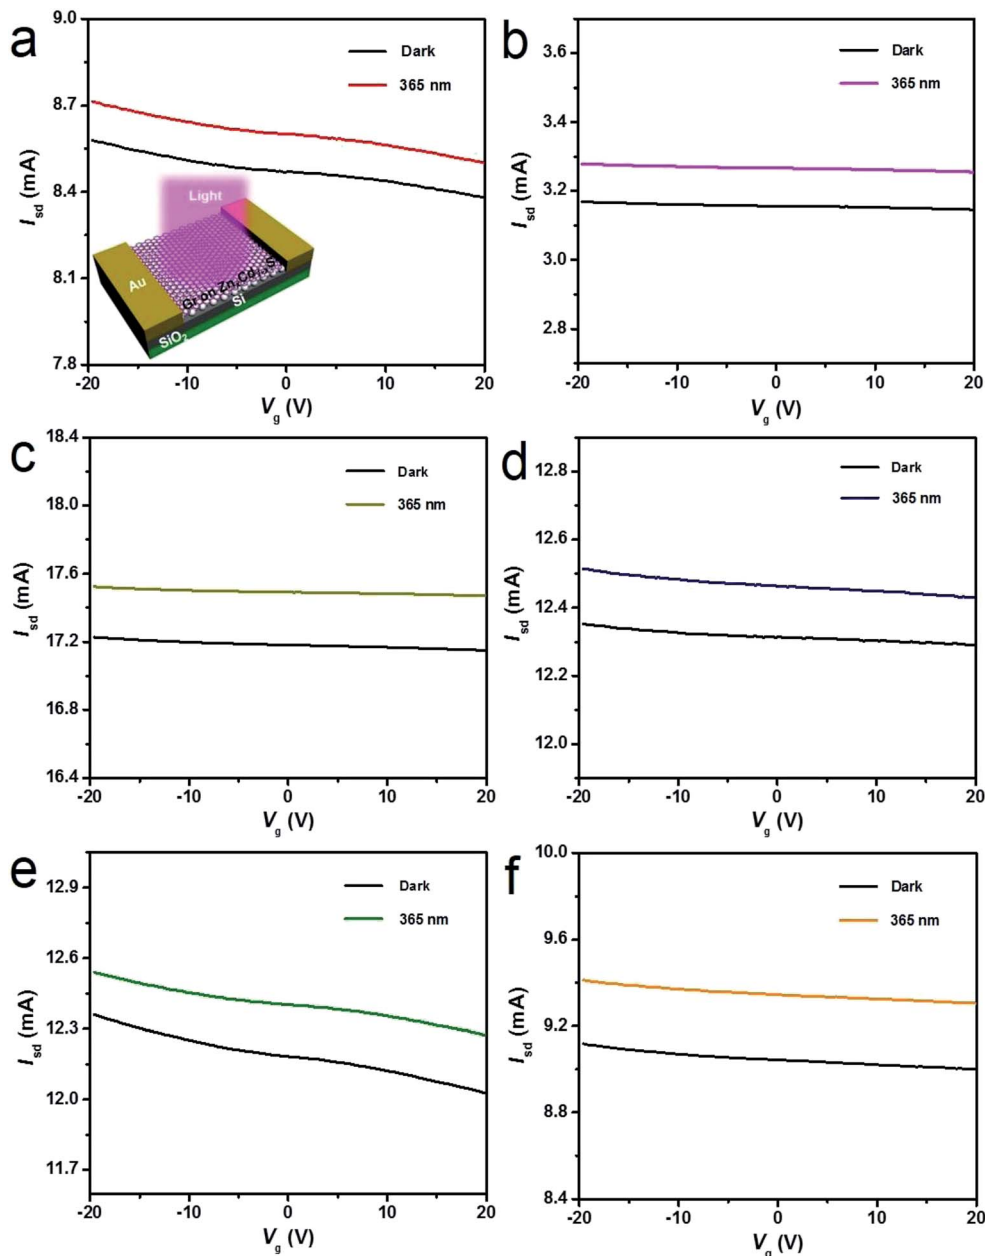 a
9.0
8.7
8.4
8.1
7.8
I_sd (mA)
Dark
365 nm
Light
Au
Gr on ZnxCd1-xS
Si
SiO2
-20 -10 0 10 20
V_g (V)
b
3.6
3.4
3.2
3.0
2.8
I_sd (mA)
Dark
365 nm
-20 -10 0 10 20
V_g (V)
c
18.4
18.0
17.6
17.2
16.8
16.4
I_sd (mA)
Dark
365 nm
-20 -10 0 10 20
V_g (V)
d
12.8
12.6
12.4
12.2
12.0
I_sd (mA)
Dark
365 nm
-20 -10 0 10 20
V_g (V)
e
12.9
12.6
12.3
12.0
11.7
I_sd (mA)
Dark
365 nm
-20 -10 0 10 20
V_g (V)
f
10.0
9.6
9.2
8.8
8.4
I_sd (mA)
Dark
365 nm
-20 -10 0 10 20
V_g (V)